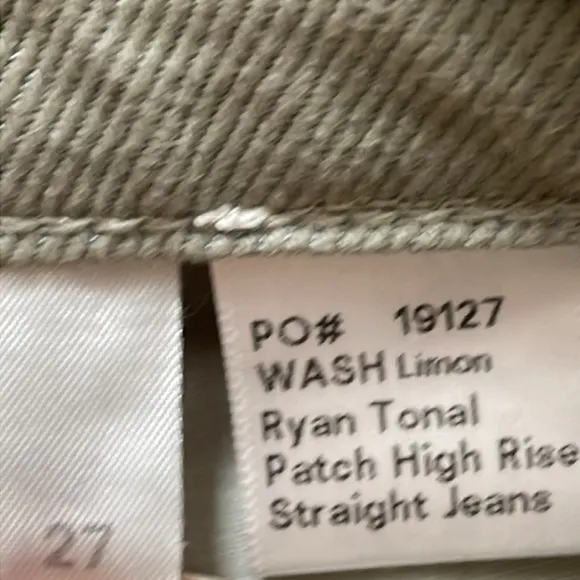 PO# 19127
WASH Limon
Ryan Tonal
Patch High Rise
Straight Jeans
27